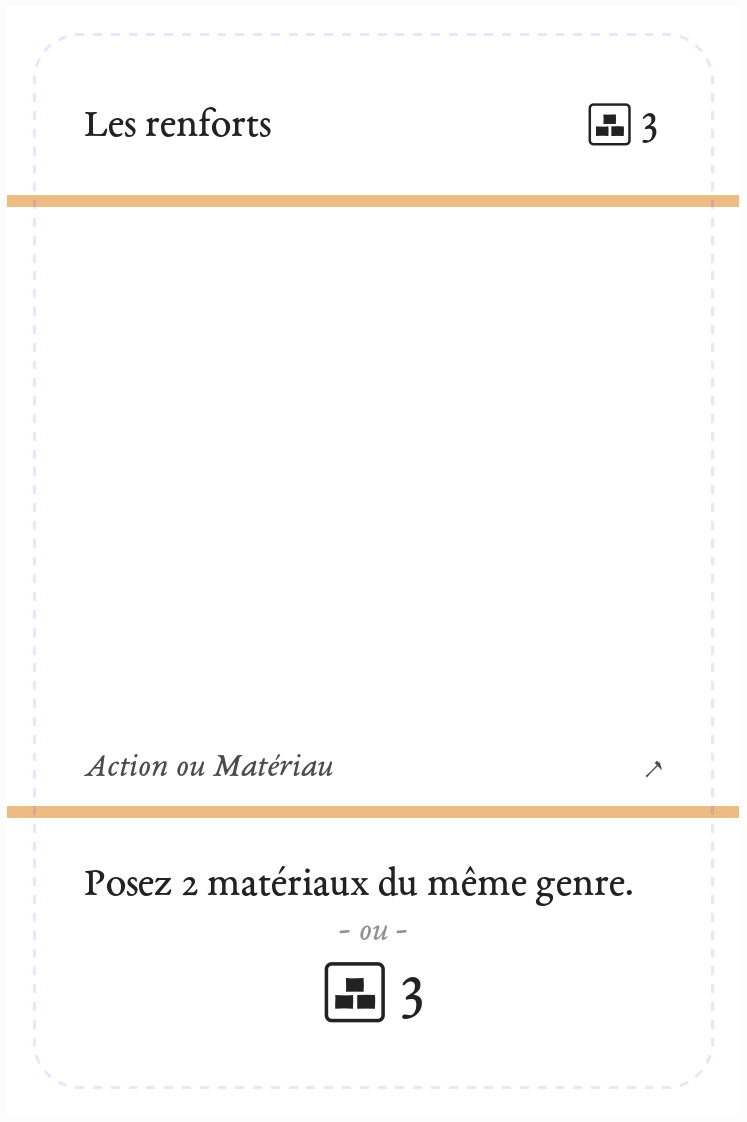 Les renforts
3
Action ou Matériau
Posez 2 matériaux du même genre.
- ou -
3